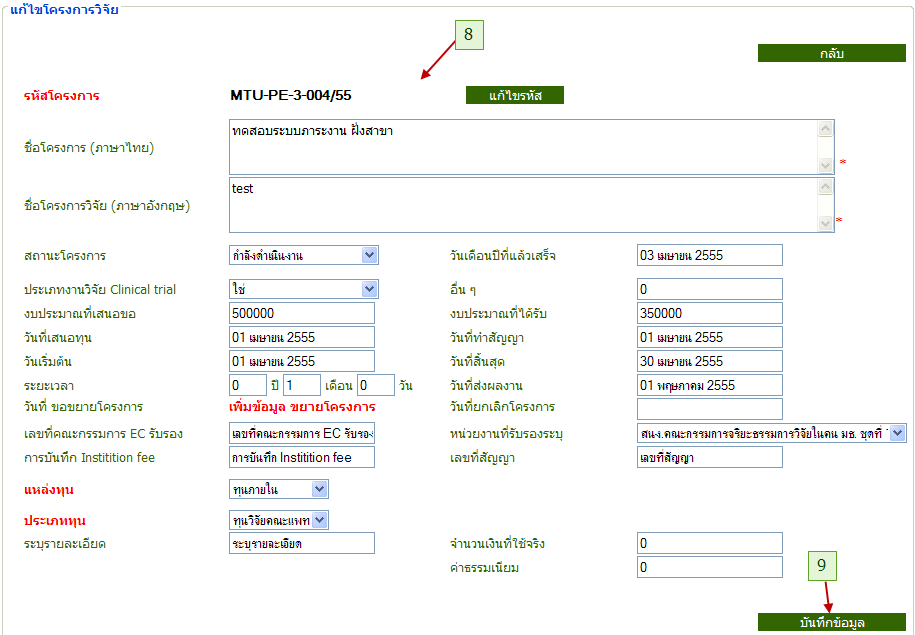 แก้ไขโครงการวิจัย
8
กลับ
รหัสโครงการ MTU-PE-3-004/55 แก้ไขรหัส
ชื่อโครงการ (ภาษาไทย) ทดสอบระบบภาระงาน ฝั่งสาขา *
ชื่อโครงการวิจัย (ภาษาอังกฤษ) test *
สถานะโครงการ กำลังดำเนินงาน วันเดือนปีที่แล้วเสร็จ 03 เมษายน 2555
ประเภทงานวิจัย Clinical trial ใช่ อื่น ๆ 0
งบประมาณที่เสนอขอ 500000 งบประมาณที่ได้รับ 350000
วันที่เสนอทุน 01 เมษายน 2555 วันที่ทำสัญญา 01 เมษายน 2555
วันเริ่มต้น 01 เมษายน 2555 วันที่สิ้นสุด 30 เมษายน 2555
ระยะเวลา 0 ปี 1 เดือน 0 วัน วันที่ส่งผลงาน 01 พฤษภาคม 2555
วันที่ ขอขยายโครงการ เพิ่มข้อมูล ขยายโครงการ วันที่ยกเลิกโครงการ
เลขที่คณะกรรมการ EC รับรอง เลขที่คณะกรรมการ EC รับรอง หน่วยงานที่รับรองระบุ สนง.คณะกรรมการจริยะธรรมการวิจัยในคน มธ. ชุดที่
การบันทึก Institition fee การบันทึก Institition fee เลขที่สัญญา เลขที่สัญญา
แหล่งทุน ทุนภายใน
ประเภททุน ทุนวิจัยคณะแพท
ระบุรายละเอียด ระบุรายละเอียด จำนวนเงินที่ใช้จริง 0
ค่าธรรมเนียม 0
9
บันทึกข้อมูล